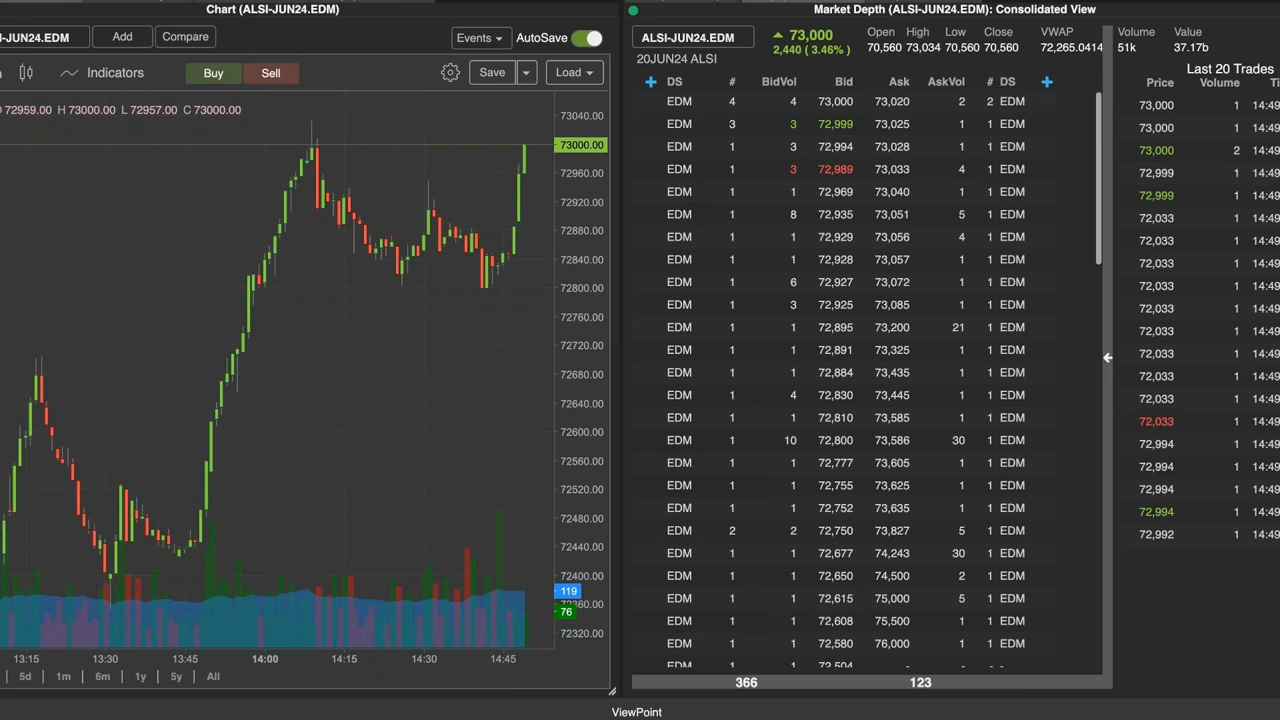 Chart (ALSI-JUN24.EDM)
-JUN24.EDM Add Compare Events AutoSave
Indicators Buy Sell Save Load
72959.00 H 73000.00 L 72957.00 C 73000.00
73040.00
73000.00
72960.00
72920.00
72880.00
72840.00
72800.00
72760.00
72720.00
72680.00
72640.00
72600.00
72560.00
72520.00
72480.00
72440.00
72400.00
119
72360.00
76
72320.00
13:15 13:30 13:45 14:00 14:15 14:30 14:45
5d 1m 6m 1y 5y All
Market Depth (ALSI-JUN24.EDM): Consolidated View
ALSI-JUN24.EDM 73,000 Open High Low Close VWAP Volume Value
2,440 ( 3.46% ) 70,560 73,034 70,560 70,560 72,265.0414 51k 37.17b
20JUN24 ALSI
DS # BidVol Bid Ask AskVol # DS
EDM 4 4 73,000 73,020 2 2 EDM
EDM 3 3 72,999 73,025 1 1 EDM
EDM 1 3 72,994 73,028 1 1 EDM
EDM 1 3 72,989 73,033 4 1 EDM
EDM 1 1 72,969 73,040 1 1 EDM
EDM 1 8 72,935 73,051 5 1 EDM
EDM 1 1 72,929 73,056 4 1 EDM
EDM 1 1 72,928 73,057 1 1 EDM
EDM 1 6 72,927 73,072 1 1 EDM
EDM 1 3 72,925 73,085 1 1 EDM
EDM 1 1 72,895 73,200 21 1 EDM
EDM 1 1 72,891 73,325 1 1 EDM
EDM 1 1 72,884 73,435 1 1 EDM
EDM 1 4 72,830 73,445 1 1 EDM
EDM 1 1 72,810 73,585 1 1 EDM
EDM 1 10 72,800 73,586 30 1 EDM
EDM 1 1 72,777 73,605 1 1 EDM
EDM 1 1 72,755 73,625 1 1 EDM
EDM 1 1 72,752 73,635 1 1 EDM
EDM 2 2 72,750 73,827 5 1 EDM
EDM 1 1 72,677 74,243 30 1 EDM
EDM 1 1 72,650 74,500 2 1 EDM
EDM 1 1 72,615 75,000 5 1 EDM
EDM 1 1 72,608 75,500 1 1 EDM
EDM 1 1 72,580 76,000 1 1 EDM
EDM 1 1 72,504 - - - -
366 123
Last 20 Trades
Price Volume Ti
73,000 1 14:49
73,000 1 14:49
73,000 2 14:49
72,999 1 14:49
72,999 1 14:49
72,033 1 14:49
72,033 1 14:49
72,033 1 14:49
72,033 1 14:49
72,033 1 14:49
72,033 1 14:49
72,033 1 14:49
72,033 1 14:49
72,033 1 14:49
72,033 1 14:49
72,994 1 14:49
72,994 1 14:49
72,994 1 14:49
72,994 1 14:49
72,992 1 14:49
ViewPoint